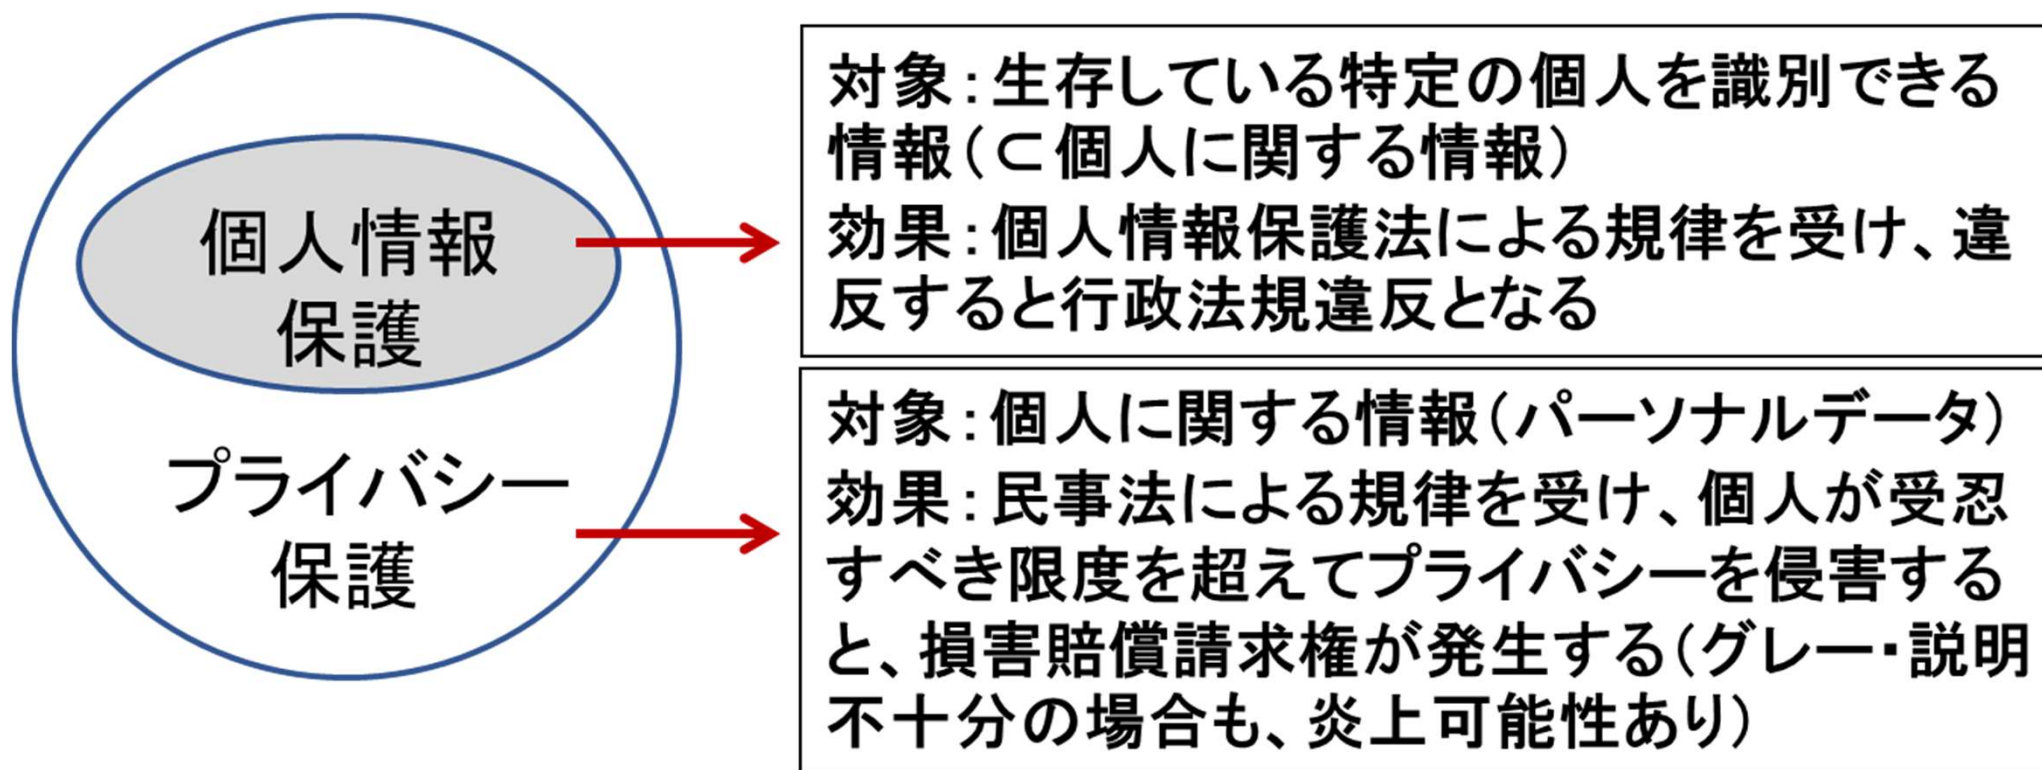 個人情報
保護
プライバシー
保護
対象:生存している特定の個人を識別できる
情報(⊂個人に関する情報)
効果:個人情報保護法による規律を受け、違
反すると行政法規違反となる
対象:個人に関する情報(パーソナルデータ)
効果:民事法による規律を受け、個人が受忍
すべき限度を超えてプライバシーを侵害する
と、損害賠償請求権が発生する(グレー・説明
不十分の場合も、炎上可能性あり)